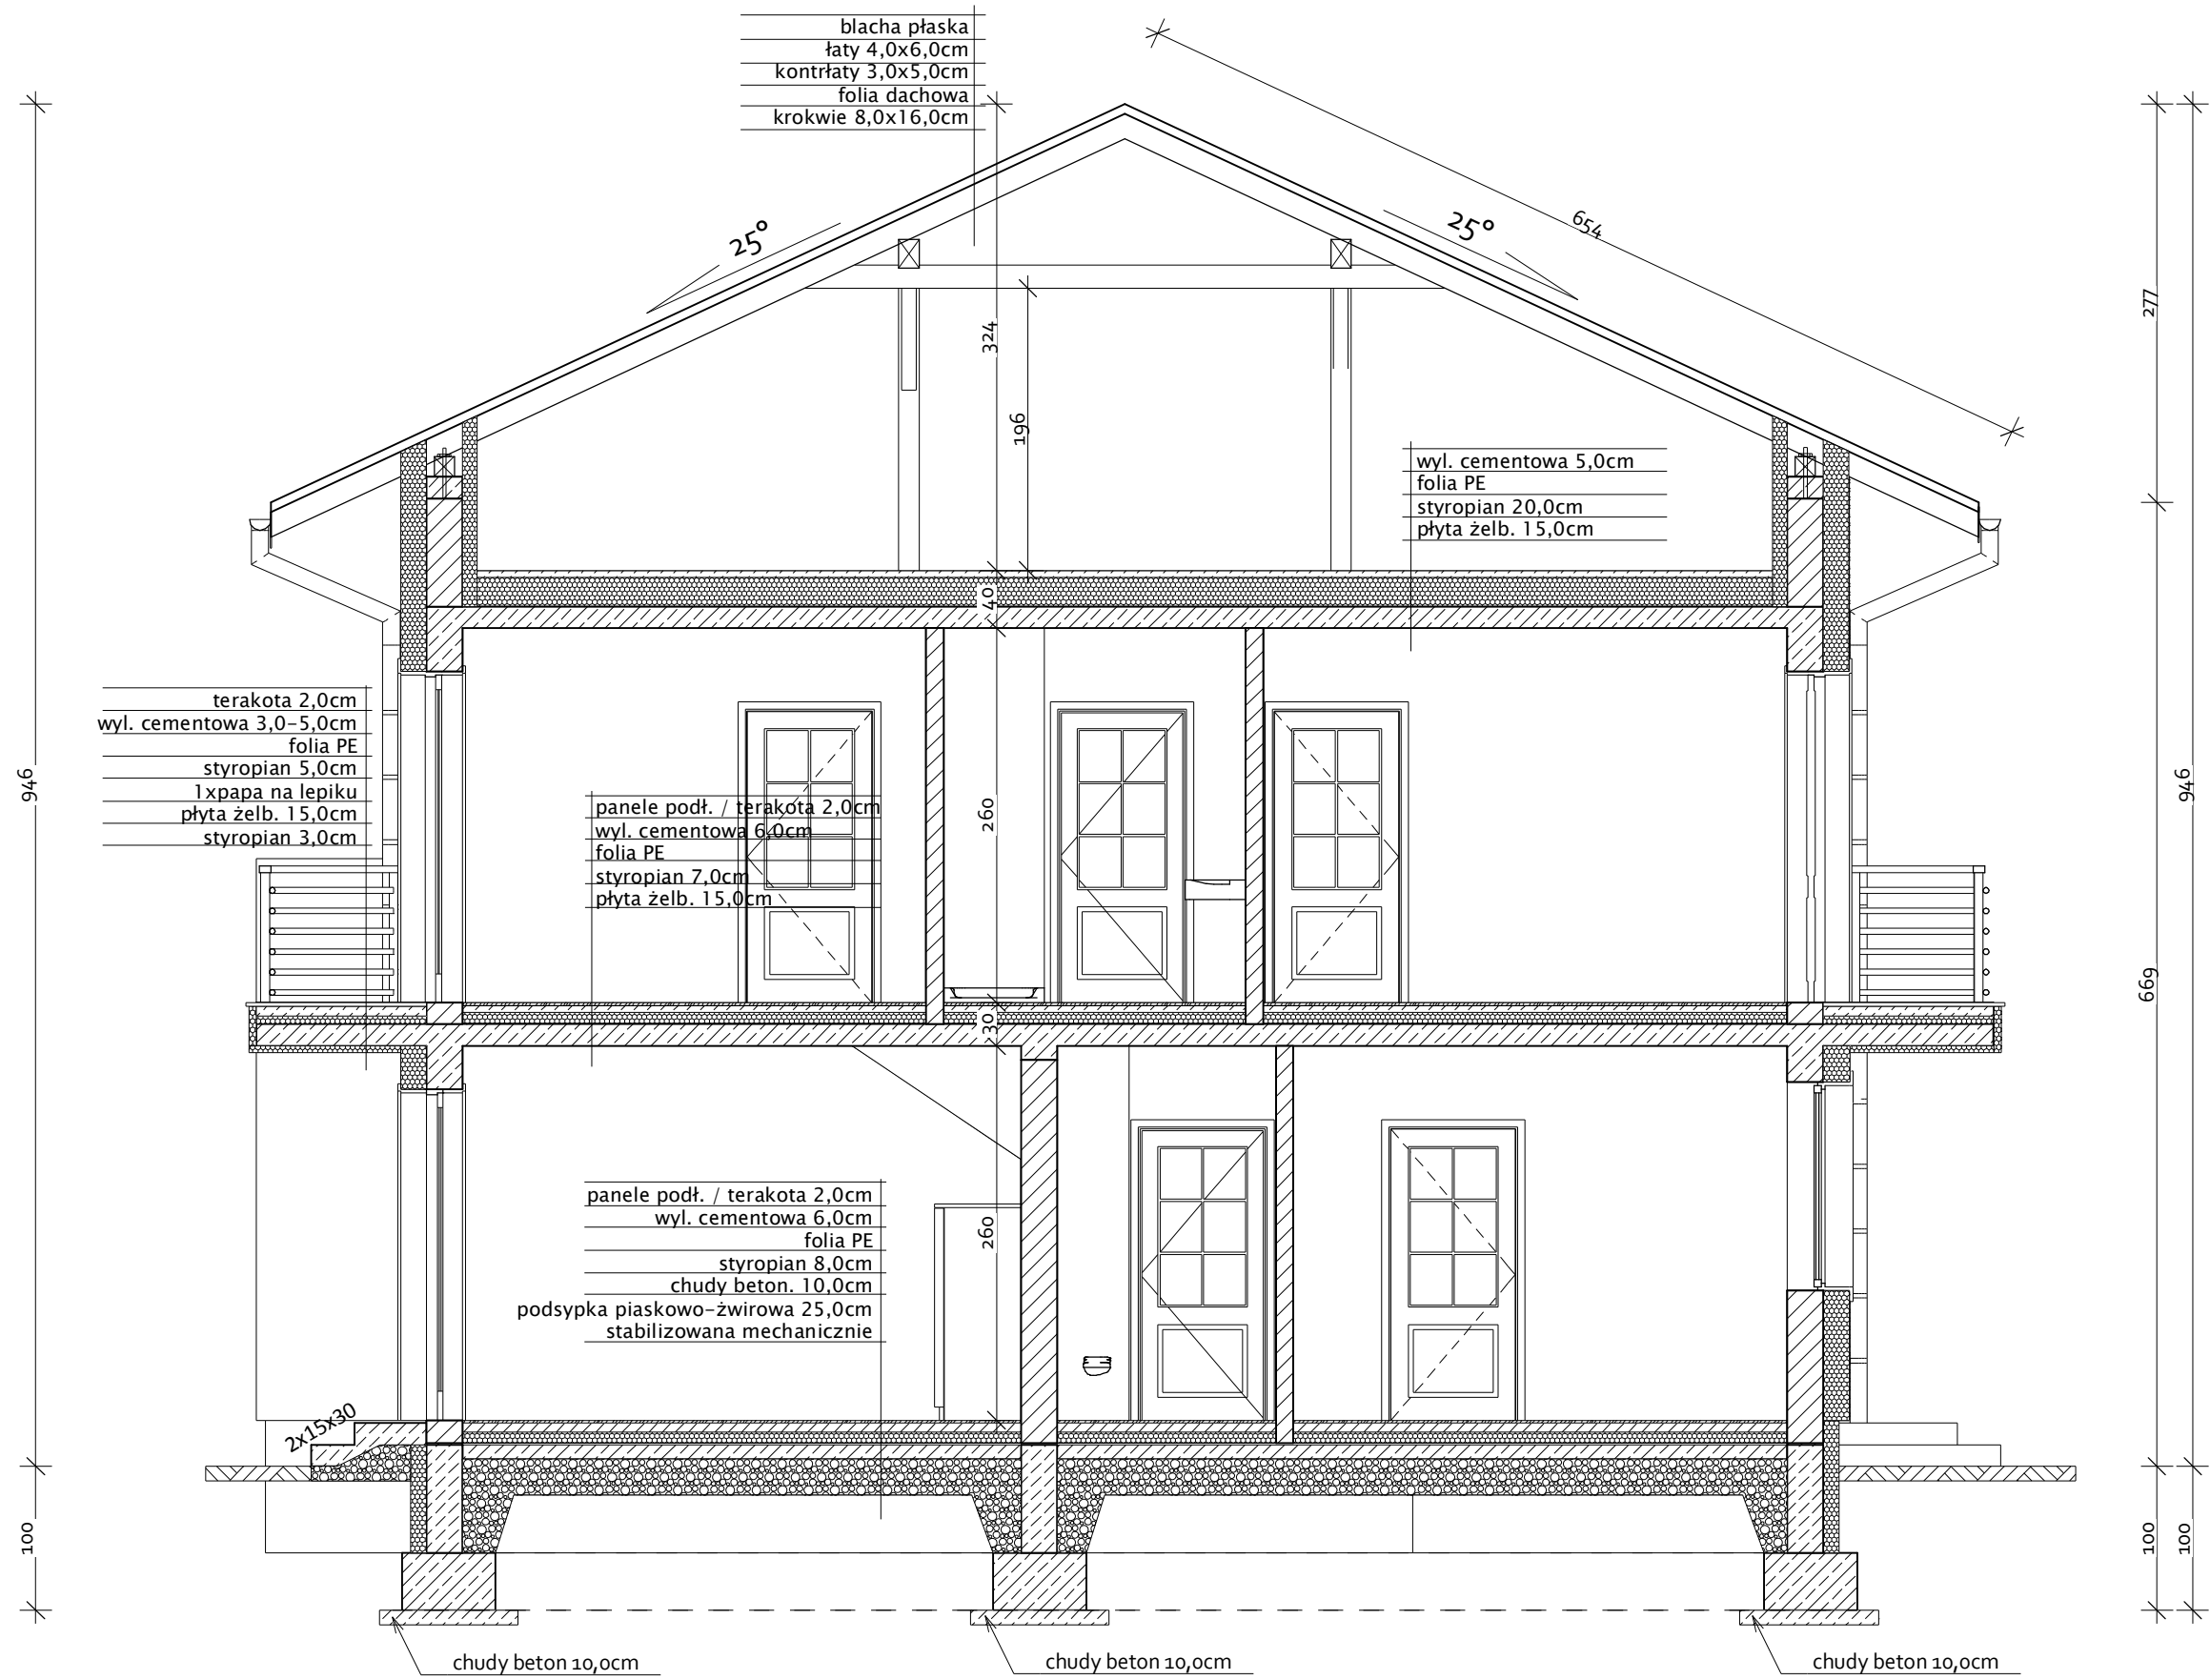 blacha płaska
łaty 4,0x6,0cm
kontrłaty 3,0x5,0cm
folia dachowa
krokwie 8,0x16,0cm
25°
25°
654
277
324
196
wyl. cementowa 5,0cm
folia PE
styropian 20,0cm
płyta żelb. 15,0cm
40
terakota 2,0cm
wyl. cementowa 3,0-5,0cm
folia PE
styropian 5,0cm
1xpapa na lepiku
płyta żelb. 15,0cm
styropian 3,0cm
946
946
panele podł. / terakota 2,0cm
wyl. cementowa 6,0cm
folia PE
styropian 7,0cm
płyta żelb. 15,0cm
260
669
30
panele podł. / terakota 2,0cm
wyl. cementowa 6,0cm
folia PE
styropian 8,0cm
chudy beton. 10,0cm
podsypka piaskowo-żwirowa 25,0cm
stabilizowana mechanicznie
260
2x15x30
100
100
100
chudy beton 10,0cm
chudy beton 10,0cm
chudy beton 10,0cm